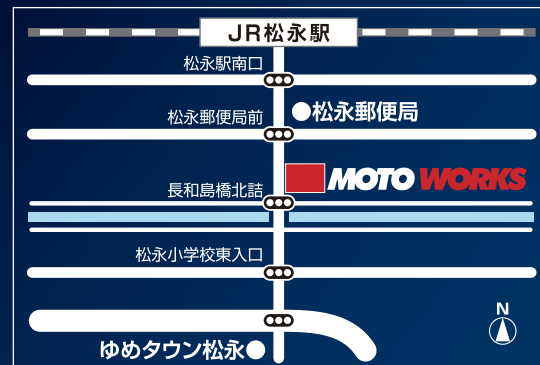 JR松永駅
松永駅南口
松永郵便局
松永郵便局前
MOTO WORKS
長和島橋北詰
松永小学校東入口
N
ゆめタウン松永